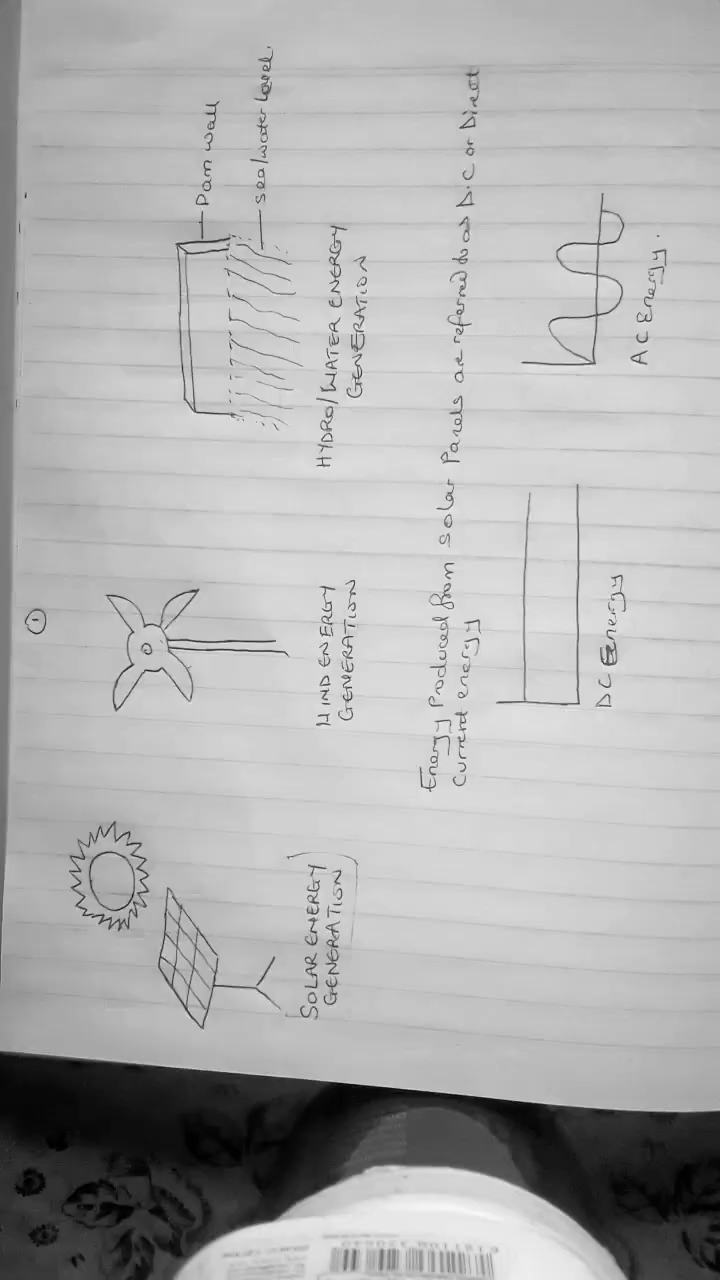 1
Dam wall
sea/water Level.
SOLAR ENERGY
GENERATION
WIND ENERGY
GENERATION
HYDRO/WATER ENERGY
GENERATION
Energy Produced from solar Panels are referred to as D.C or Direct
current energy
DC Energy
AC Energy.